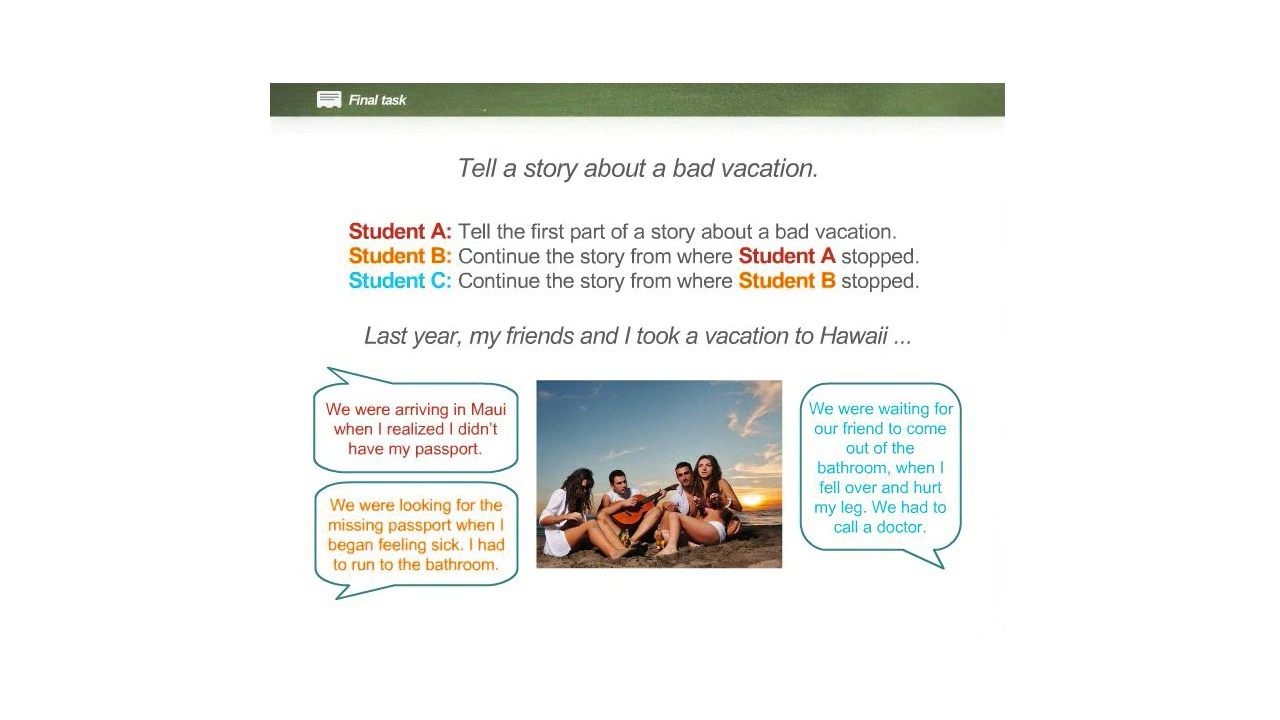 Final task
Tell a story about a bad vacation.
Student A: Tell the first part of a story about a bad vacation.
Student B: Continue the story from where Student A stopped.
Student C: Continue the story from where Student B stopped.
Last year, my friends and I took a vacation to Hawaii ...
We were arriving in Maui
when I realized I didn't
have my passport.
We were looking for the
missing passport when I
began feeling sick. I had
to run to the bathroom.
We were waiting for
our friend to come
out of the
bathroom, when I
fell over and hurt
my leg. We had to
call a doctor.